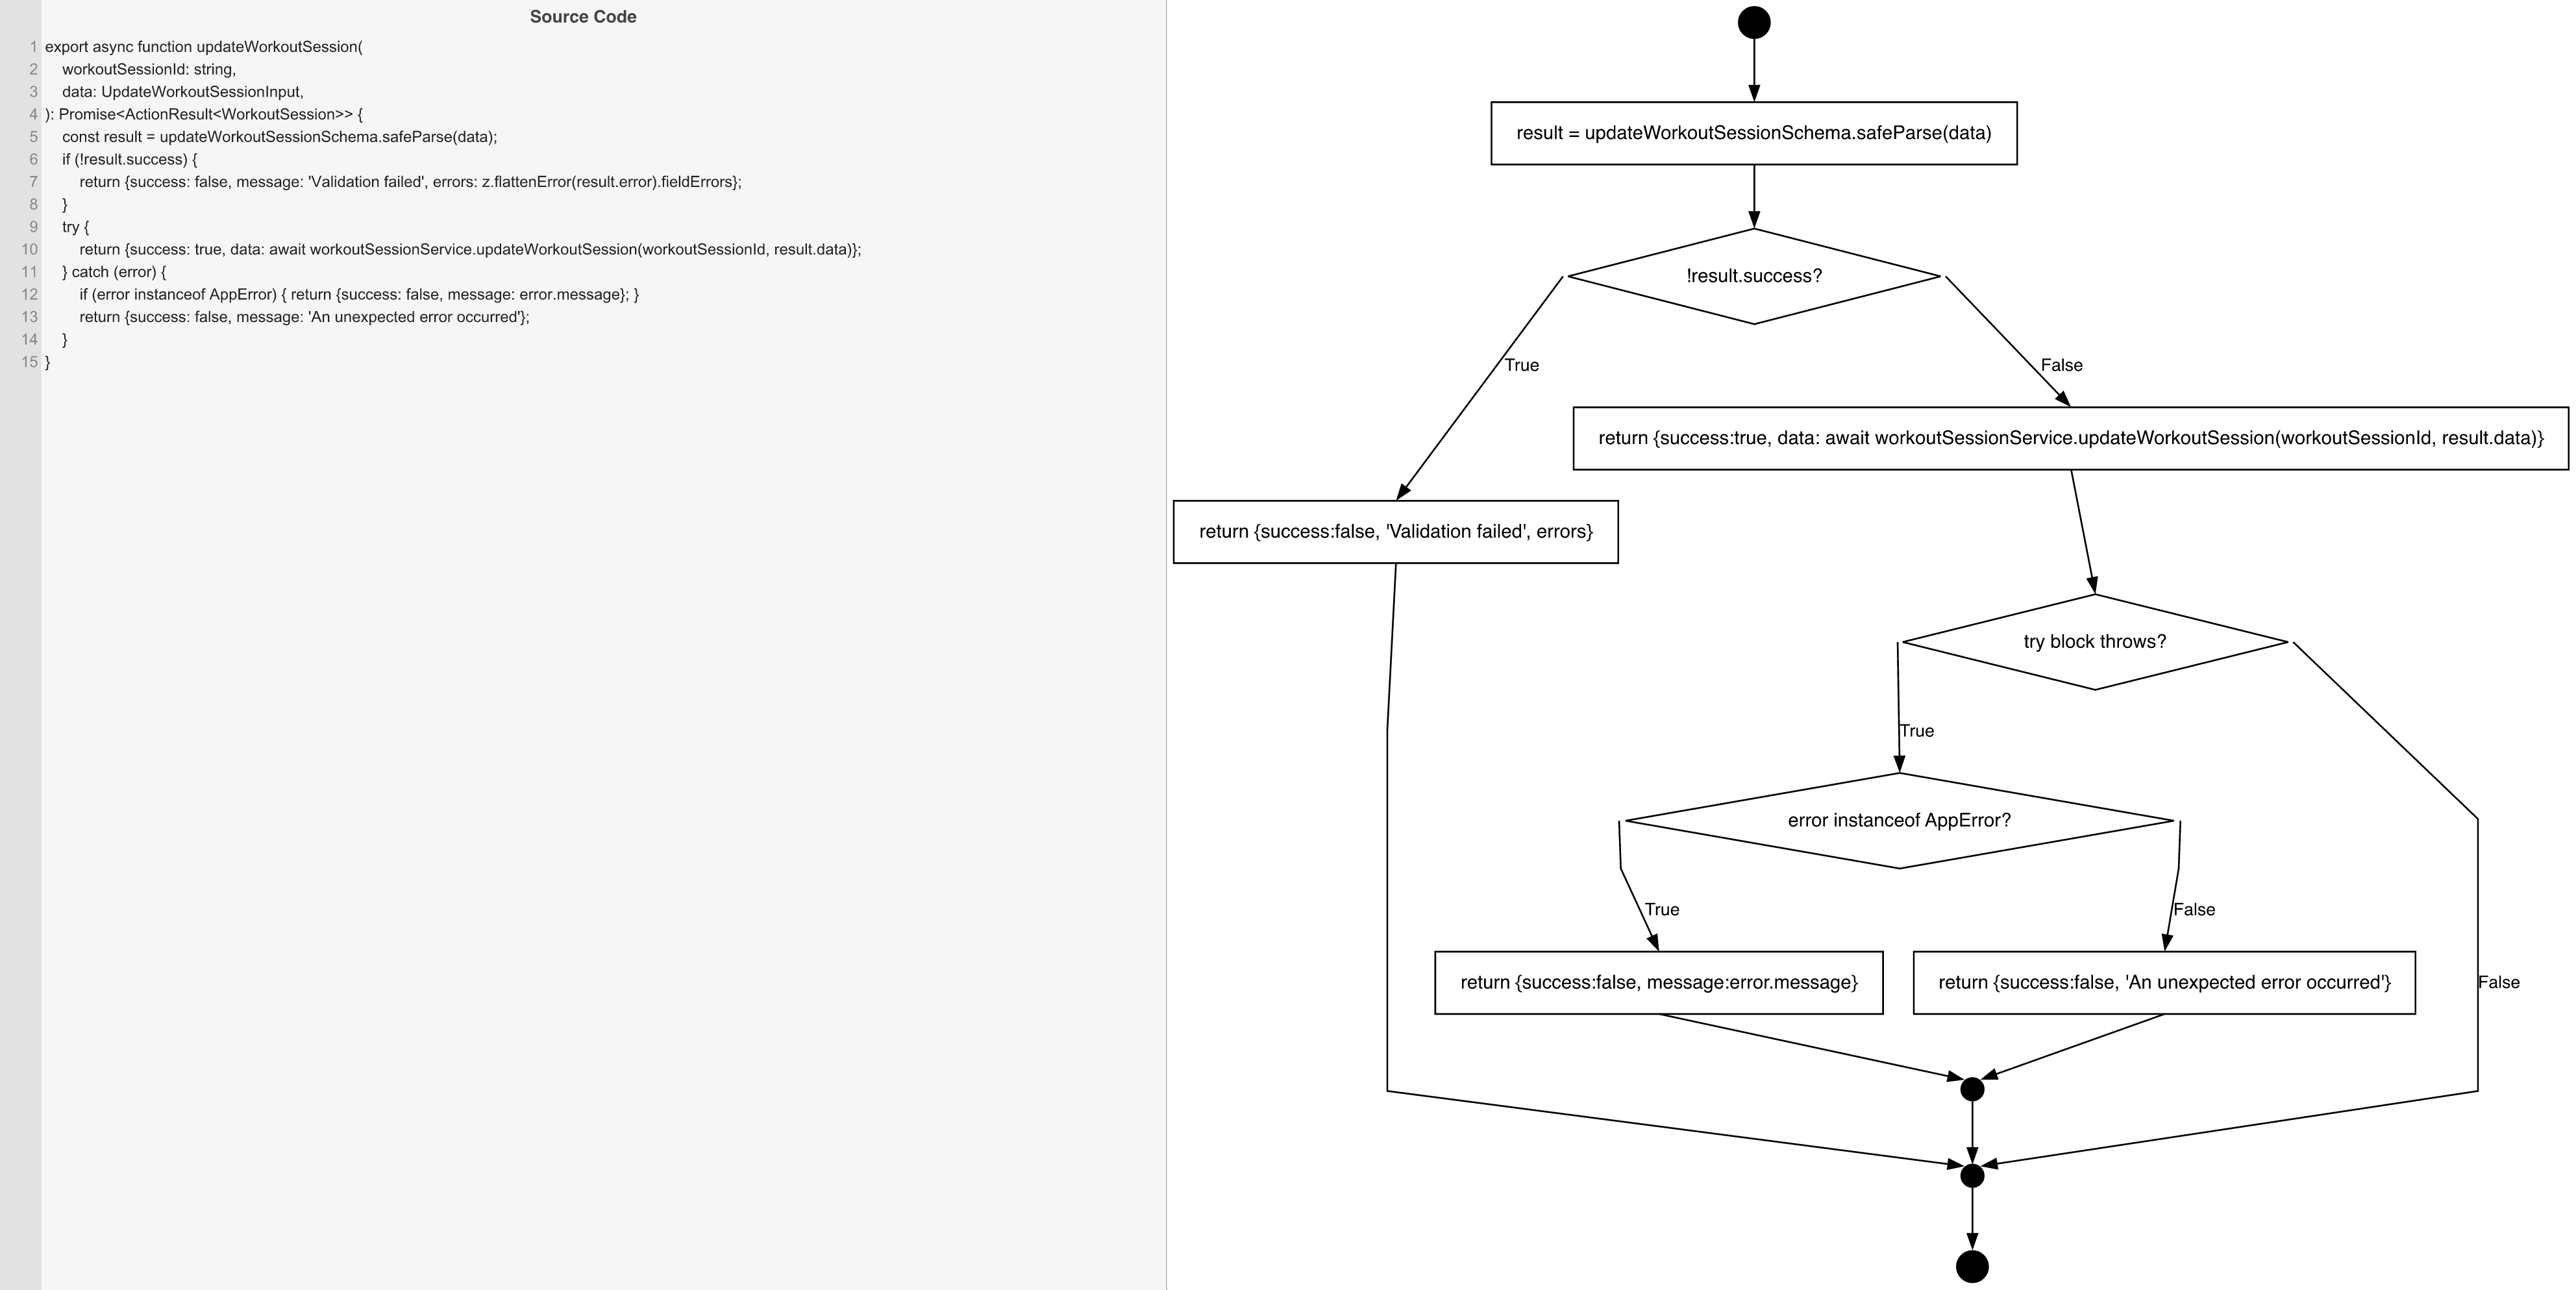 Source Code
1 export async function updateWorkoutSession(
2 workoutSessionId: string,
3 data: UpdateWorkoutSessionInput,
4 ): Promise<ActionResult<WorkoutSession>> {
5 const result = updateWorkoutSessionSchema.safeParse(data);
6 if (!result.success) {
7 return {success: false, message: 'Validation failed', errors: z.flattenError(result.error).fieldErrors};
8 }
9 try {
10 return {success: true, data: await workoutSessionService.updateWorkoutSession(workoutSessionId, result.data)};
11 } catch (error) {
12 if (error instanceof AppError) { return {success: false, message: error.message}; }
13 return {success: false, message: 'An unexpected error occurred'};
14 }
15 }
result = updateWorkoutSessionSchema.safeParse(data)
!result.success?
True
False
return {success:true, data: await workoutSessionService.updateWorkoutSession(workoutSessionId, result.data)}
return {success:false, 'Validation failed', errors}
try block throws?
True
error instanceof AppError?
True
False
return {success:false, message:error.message}
return {success:false, 'An unexpected error occurred'}
False